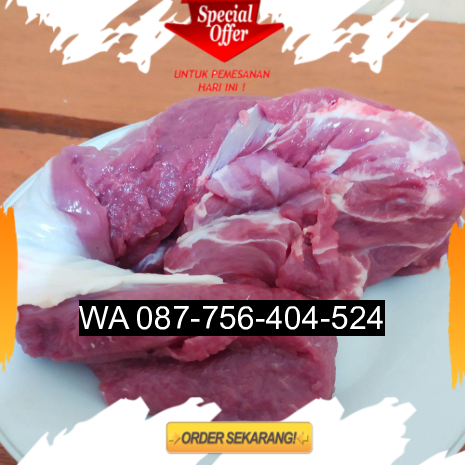 Special
Offer
UNTUK PEMESANAN
HARI INI !
WA 087-756-404-524
ORDER SEKARANG!